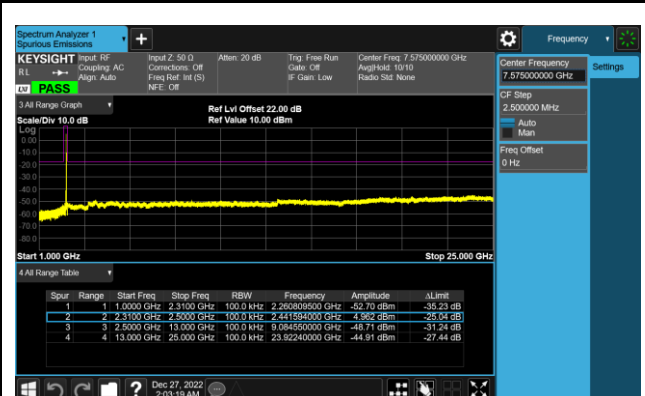 Spectrum Analyzer 1
Spurious Emissions
Frequency
KEYSIGHT Input: RF Input Z: 50 Ω Atten: 20 dB Trig: Free Run Center Freq: 7.575000000 GHz
RL Coupling: AC Corrections: Off Gate: Off Avg|Hold: 10/10
Align: Auto Freq Ref: Int (S) IF Gain: Low Radio Std: None
NFE: Off
LXI PASS
Center Frequency
7.575000000 GHz
Settings
CF Step
2.500000 MHz
Auto
Man
Freq Offset
0 Hz
3 All Range Graph
Ref Lvl Offset 22.00 dB
Scale/Div 10.0 dB Ref Value 10.00 dBm
Log
0.00
-10.0
-20.0
-30.0
-40.0
-50.0
-60.0
-70.0
-80.0
Start 1.000 GHz Stop 25.000 GHz
4 All Range Table
Spur Range Start Freq Stop Freq RBW Frequency Amplitude ΔLimit
1 1 1.0000 GHz 2.3100 GHz 100.0 kHz 2.260809500 GHz -52.70 dBm -35.23 dB
2 2 2.3100 GHz 2.5000 GHz 100.0 kHz 2.441594000 GHz 4.962 dBm -25.04 dB
3 3 2.5000 GHz 13.000 GHz 100.0 kHz 9.084550000 GHz -48.71 dBm -31.24 dB
4 4 13.000 GHz 25.000 GHz 100.0 kHz 23.92240000 GHz -44.91 dBm -27.44 dB
? Dec 27, 2022
2:03:19 AM